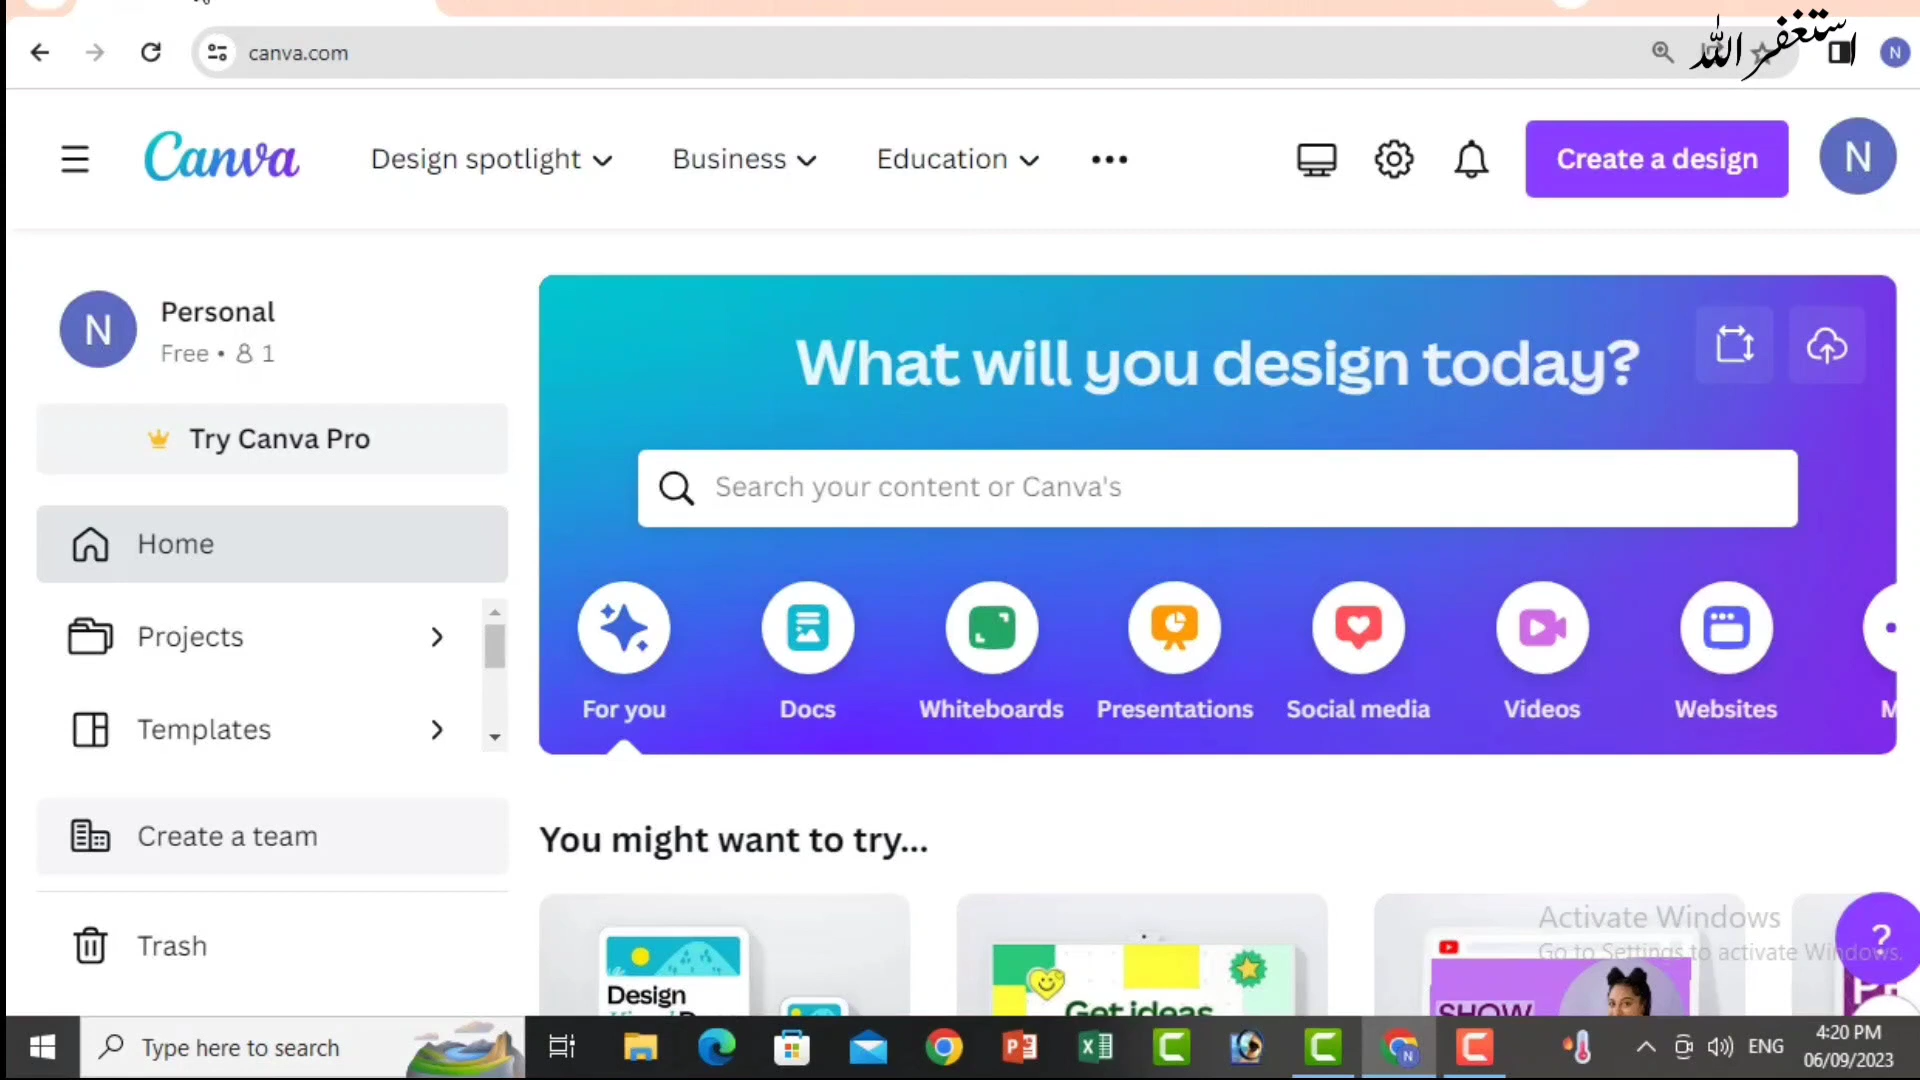 canva.com
استغفر الله
N
Canva
Design spotlight
Business
Education
Create a design
N
N
Personal
Free • 1
Try Canva Pro
Home
Projects
Templates
Create a team
Trash
What will you design today?
Search your content or Canva's
For you
Docs
Whiteboards
Presentations
Social media
Videos
Websites
M
You might want to try...
Design
Get ideas
SHOW
Activate Windows
Go to Settings to activate Windows.
?
Type here to search
N
ENG
4:20 PM
06/09/2023